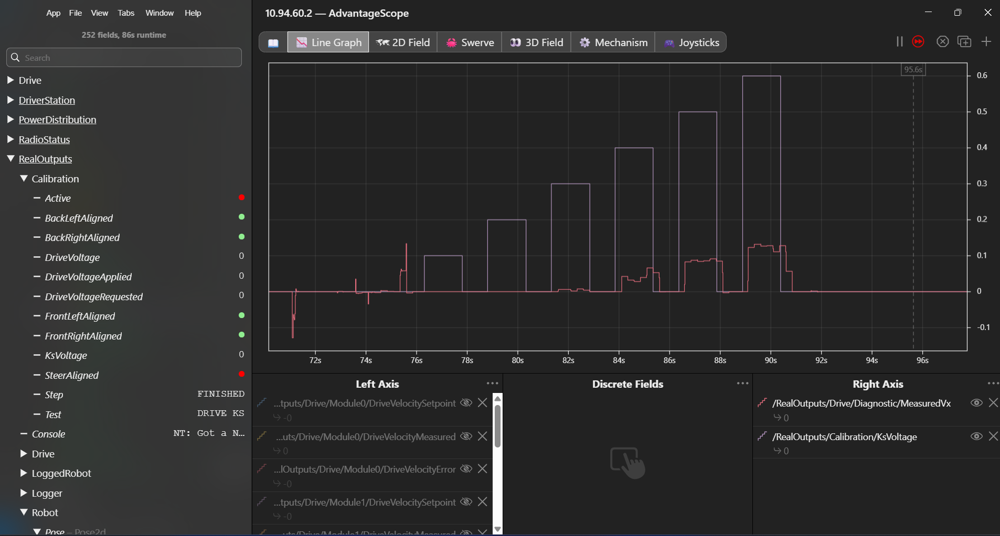 App File View Tabs Window Help
10.94.60.2 — AdvantageScope
252 fields, 86s runtime
Search
Line Graph
2D Field
Swerve
3D Field
Mechanism
Joysticks
Drive
DriverStation
PowerDistribution
RadioStatus
RealOutputs
Calibration
Active
BackLeftAligned
BackRightAligned
DriveVoltage 0
DriveVoltageApplied 0
DriveVoltageRequested 0
FrontLeftAligned
FrontRightAligned
KsVoltage 0
SteerAligned
Step FINISHED
Test DRIVE KS
Console NT: Got a N...
Drive
LoggedRobot
Logger
Robot
Pose – Pose2d
95.6s
0.6
0.5
0.4
0.3
0.2
0.1
0
-0.1
72s 74s 76s 78s 80s 82s 84s 86s 88s 90s 92s 94s 96s
Left Axis
...tputs/Drive/Module0/DriveVelocitySetpoint
-0
...uts/Drive/Module0/DriveVelocityMeasured
0
...lOutputs/Drive/Module0/DriveVelocityError
-0
...tputs/Drive/Module1/DriveVelocitySetpoint
-0
...uts/Drive/Module1/DriveVelocityMeasured
Discrete Fields
Right Axis
/RealOutputs/Drive/Diagnostic/MeasuredVx
0
/RealOutputs/Calibration/KsVoltage
0